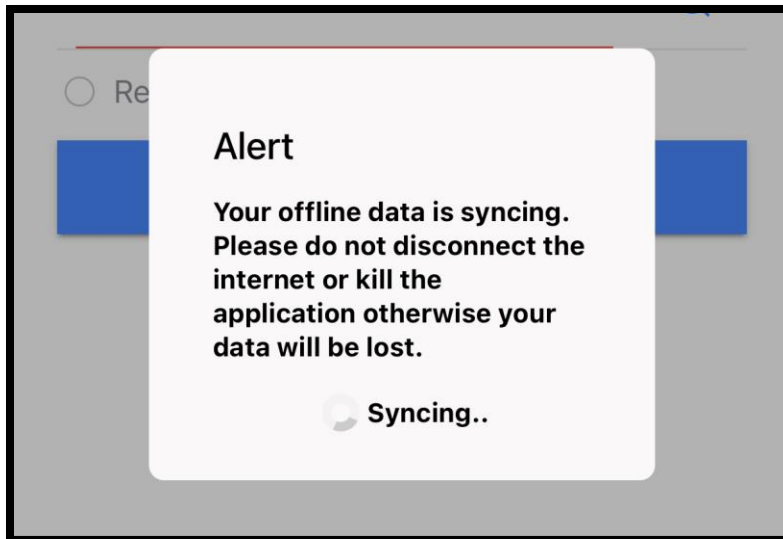 Re
Alert
Your offline data is syncing.
Please do not disconnect the
internet or kill the
application otherwise your
data will be lost.
Syncing..